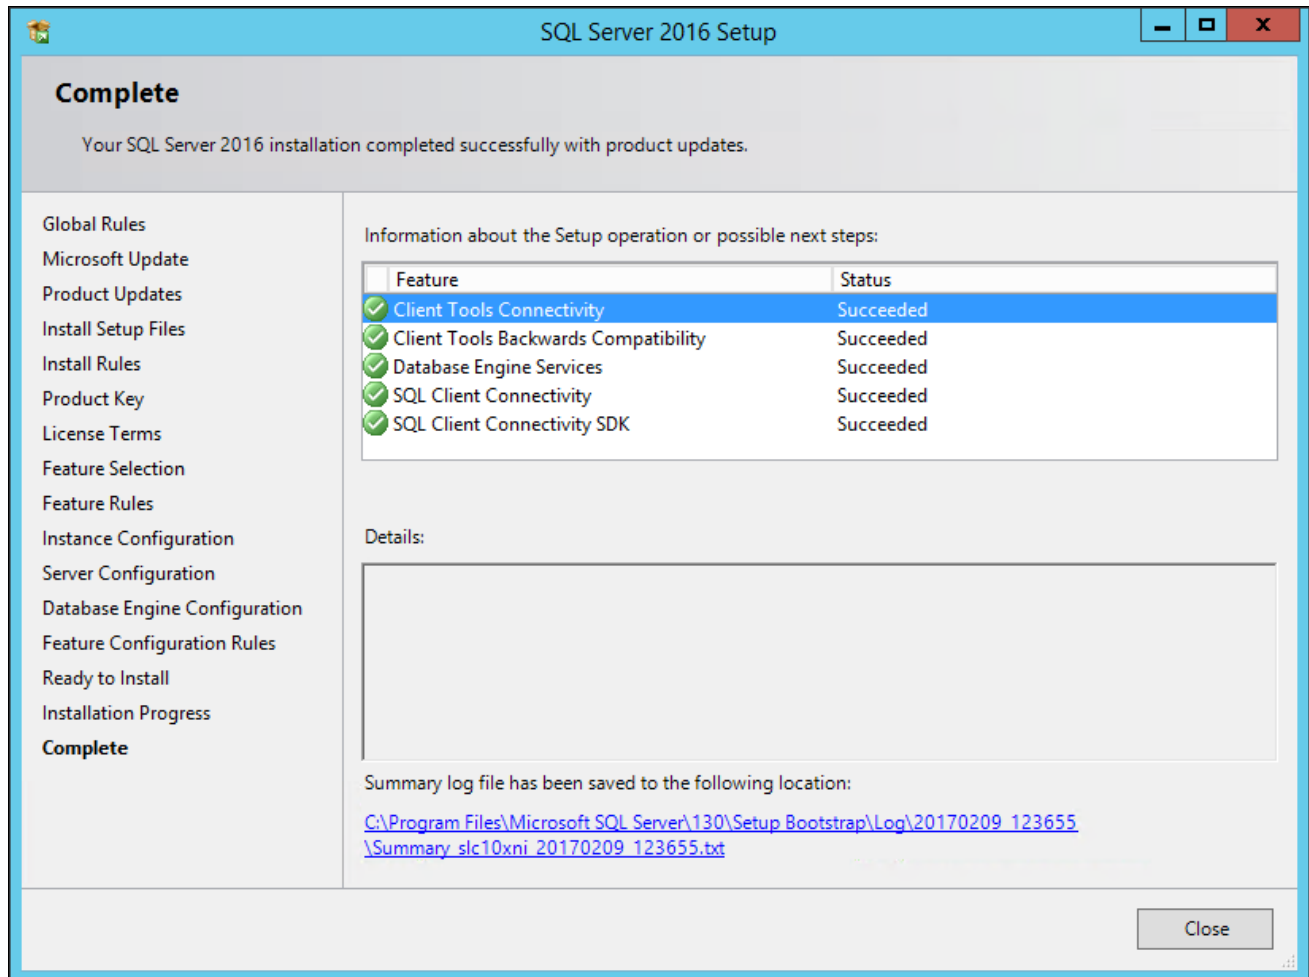 SQL Server 2016 Setup
Complete
Your SQL Server 2016 installation completed successfully with product updates.
Global Rules
Microsoft Update
Product Updates
Install Setup Files
Install Rules
Product Key
License Terms
Feature Selection
Feature Rules
Instance Configuration
Server Configuration
Database Engine Configuration
Feature Configuration Rules
Ready to Install
Installation Progress
Complete
Information about the Setup operation or possible next steps:
Feature Status
Client Tools Connectivity Succeeded
Client Tools Backwards Compatibility Succeeded
Database Engine Services Succeeded
SQL Client Connectivity Succeeded
SQL Client Connectivity SDK Succeeded
Details:
Summary log file has been saved to the following location:
C:\Program Files\Microsoft SQL Server\130\Setup Bootstrap\Log\20170209_123655
\Summary_slc10xni_20170209_123655.txt
Close